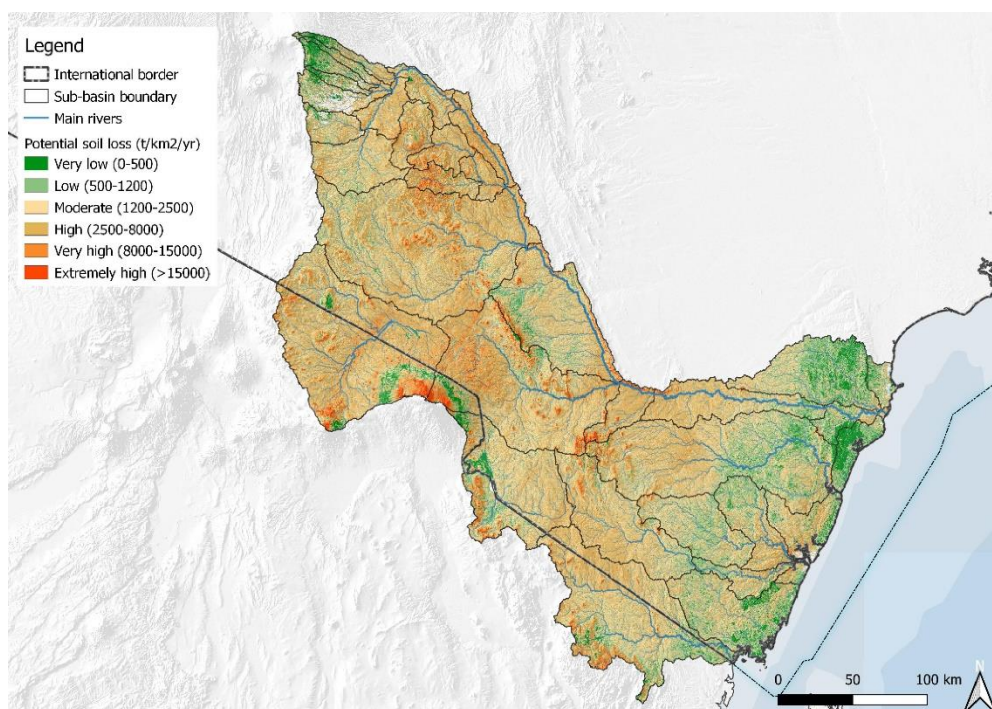 Legend
International border
Sub-basin boundary
Main rivers
Potential soil loss (t/km2/yr)
Very low (0-500)
Low (500-1200)
Moderate (1200-2500)
High (2500-8000)
Very high (8000-15000)
Extremely high (>15000)
N
0 50 100 km